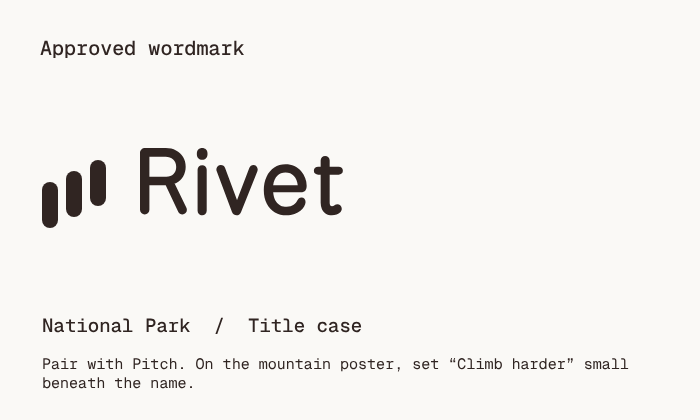 Approved wordmark
Rivet
National Park / Title case
Pair with Pitch. On the mountain poster, set “Climb harder” small
beneath the name.